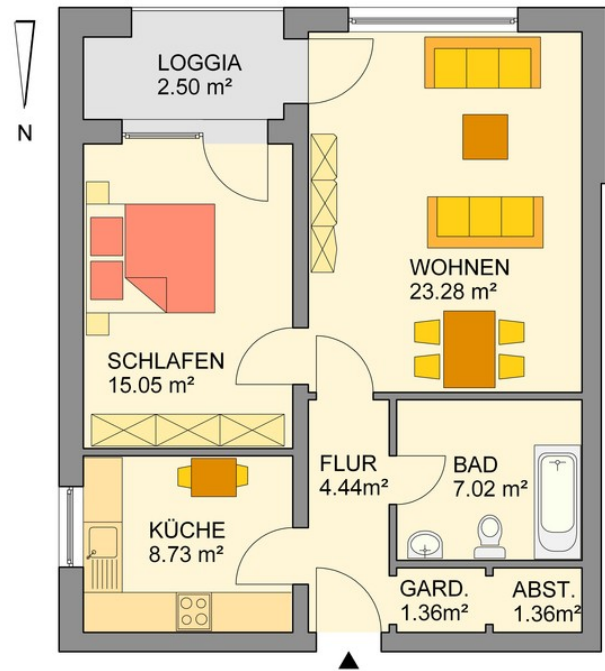 LOGGIA
2.50 m²
N
WOHNEN
23.28 m²
SCHLAFEN
15.05 m²
FLUR
4.44m²
BAD
7.02 m²
KÜCHE
8.73 m²
GARD.
1.36m²
ABST.
1.36m²